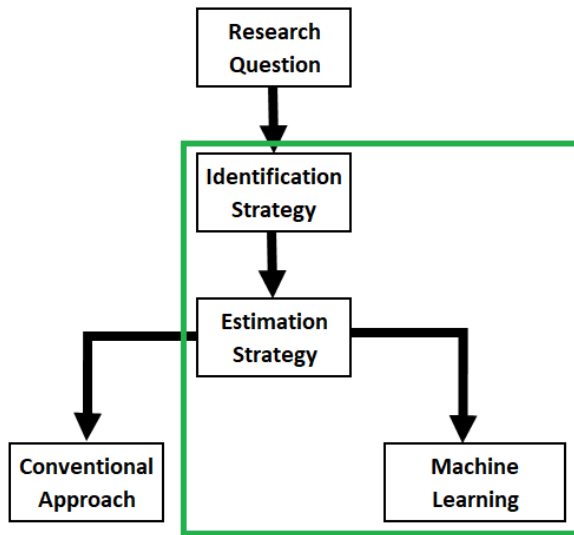 Research
Question
Identification
Strategy
Estimation
Strategy
Conventional
Approach
Machine
Learning